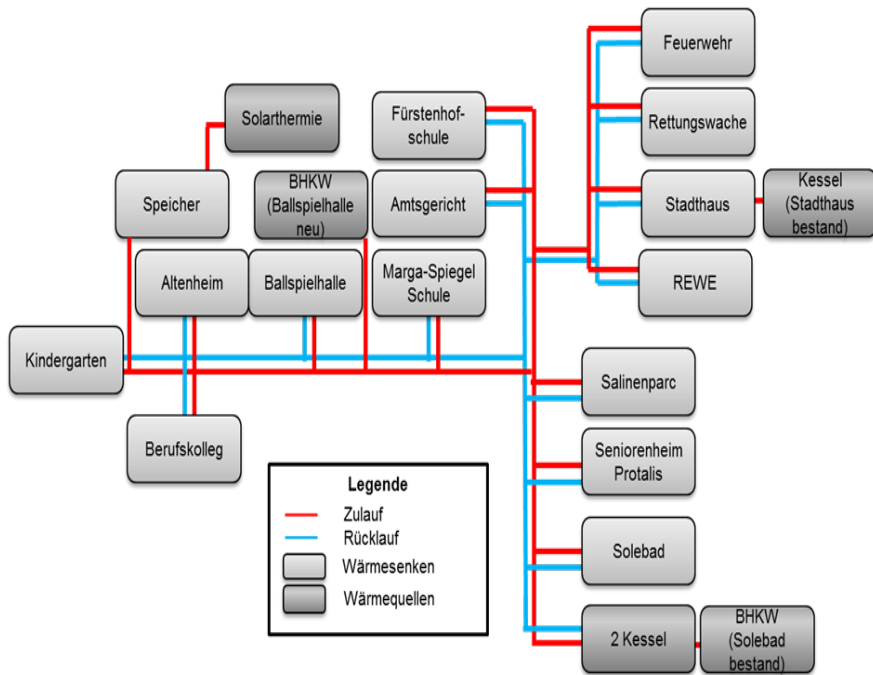 Feuerwehr
Solarthermie
Fürstenhof-
schule
Rettungswache
Speicher
BHKW
(Ballspielhalle
neu)
Amtsgericht
Stadthaus
Kessel
(Stadthaus
bestand)
Altenheim
Ballspielhalle
Marga-Spiegel
Schule
REWE
Kindergarten
Salinenparc
Berufskolleg
Seniorenheim
Protalis
Legende
Zulauf
Rücklauf
Wärmesenken
Wärmequellen
Solebad
2 Kessel
BHKW
(Solebad
bestand)